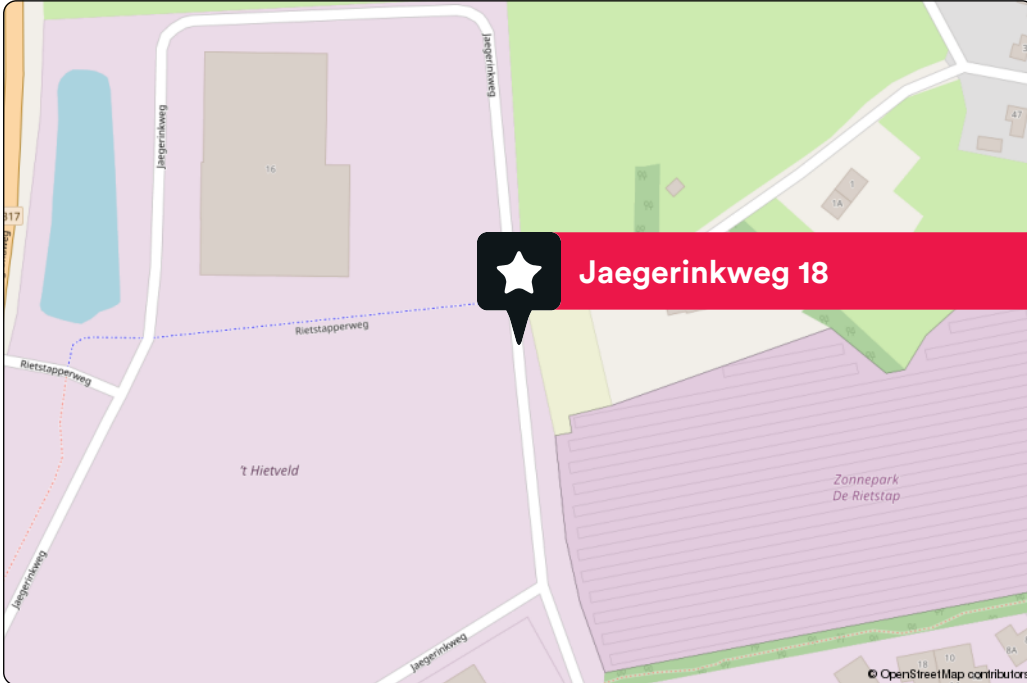 Jaegerinkweg
Jaegerinkweg
16
1
1A
47
317
Jaegerinkweg 18
Rietstapperweg
Rietstapperweg
't Hietveld
Zonnepark
De Rietstap
Jaegerinkweg
Jaegerinkweg
18
10
8A
© OpenStreetMap contributors